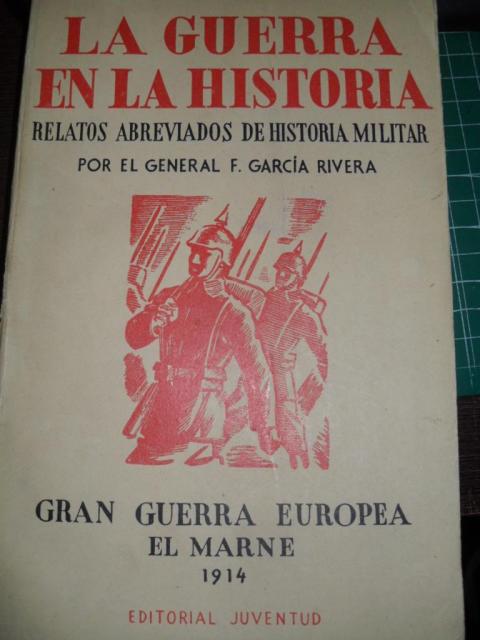 LA GUERRA
EN LA HISTORIA
RELATOS ABREVIADOS DE HISTORIA MILITAR
POR EL GENERAL F. GARCÍA RIVERA
GRAN GUERRA EUROPEA
EL MARNE
1914
EDITORIAL JUVENTUD